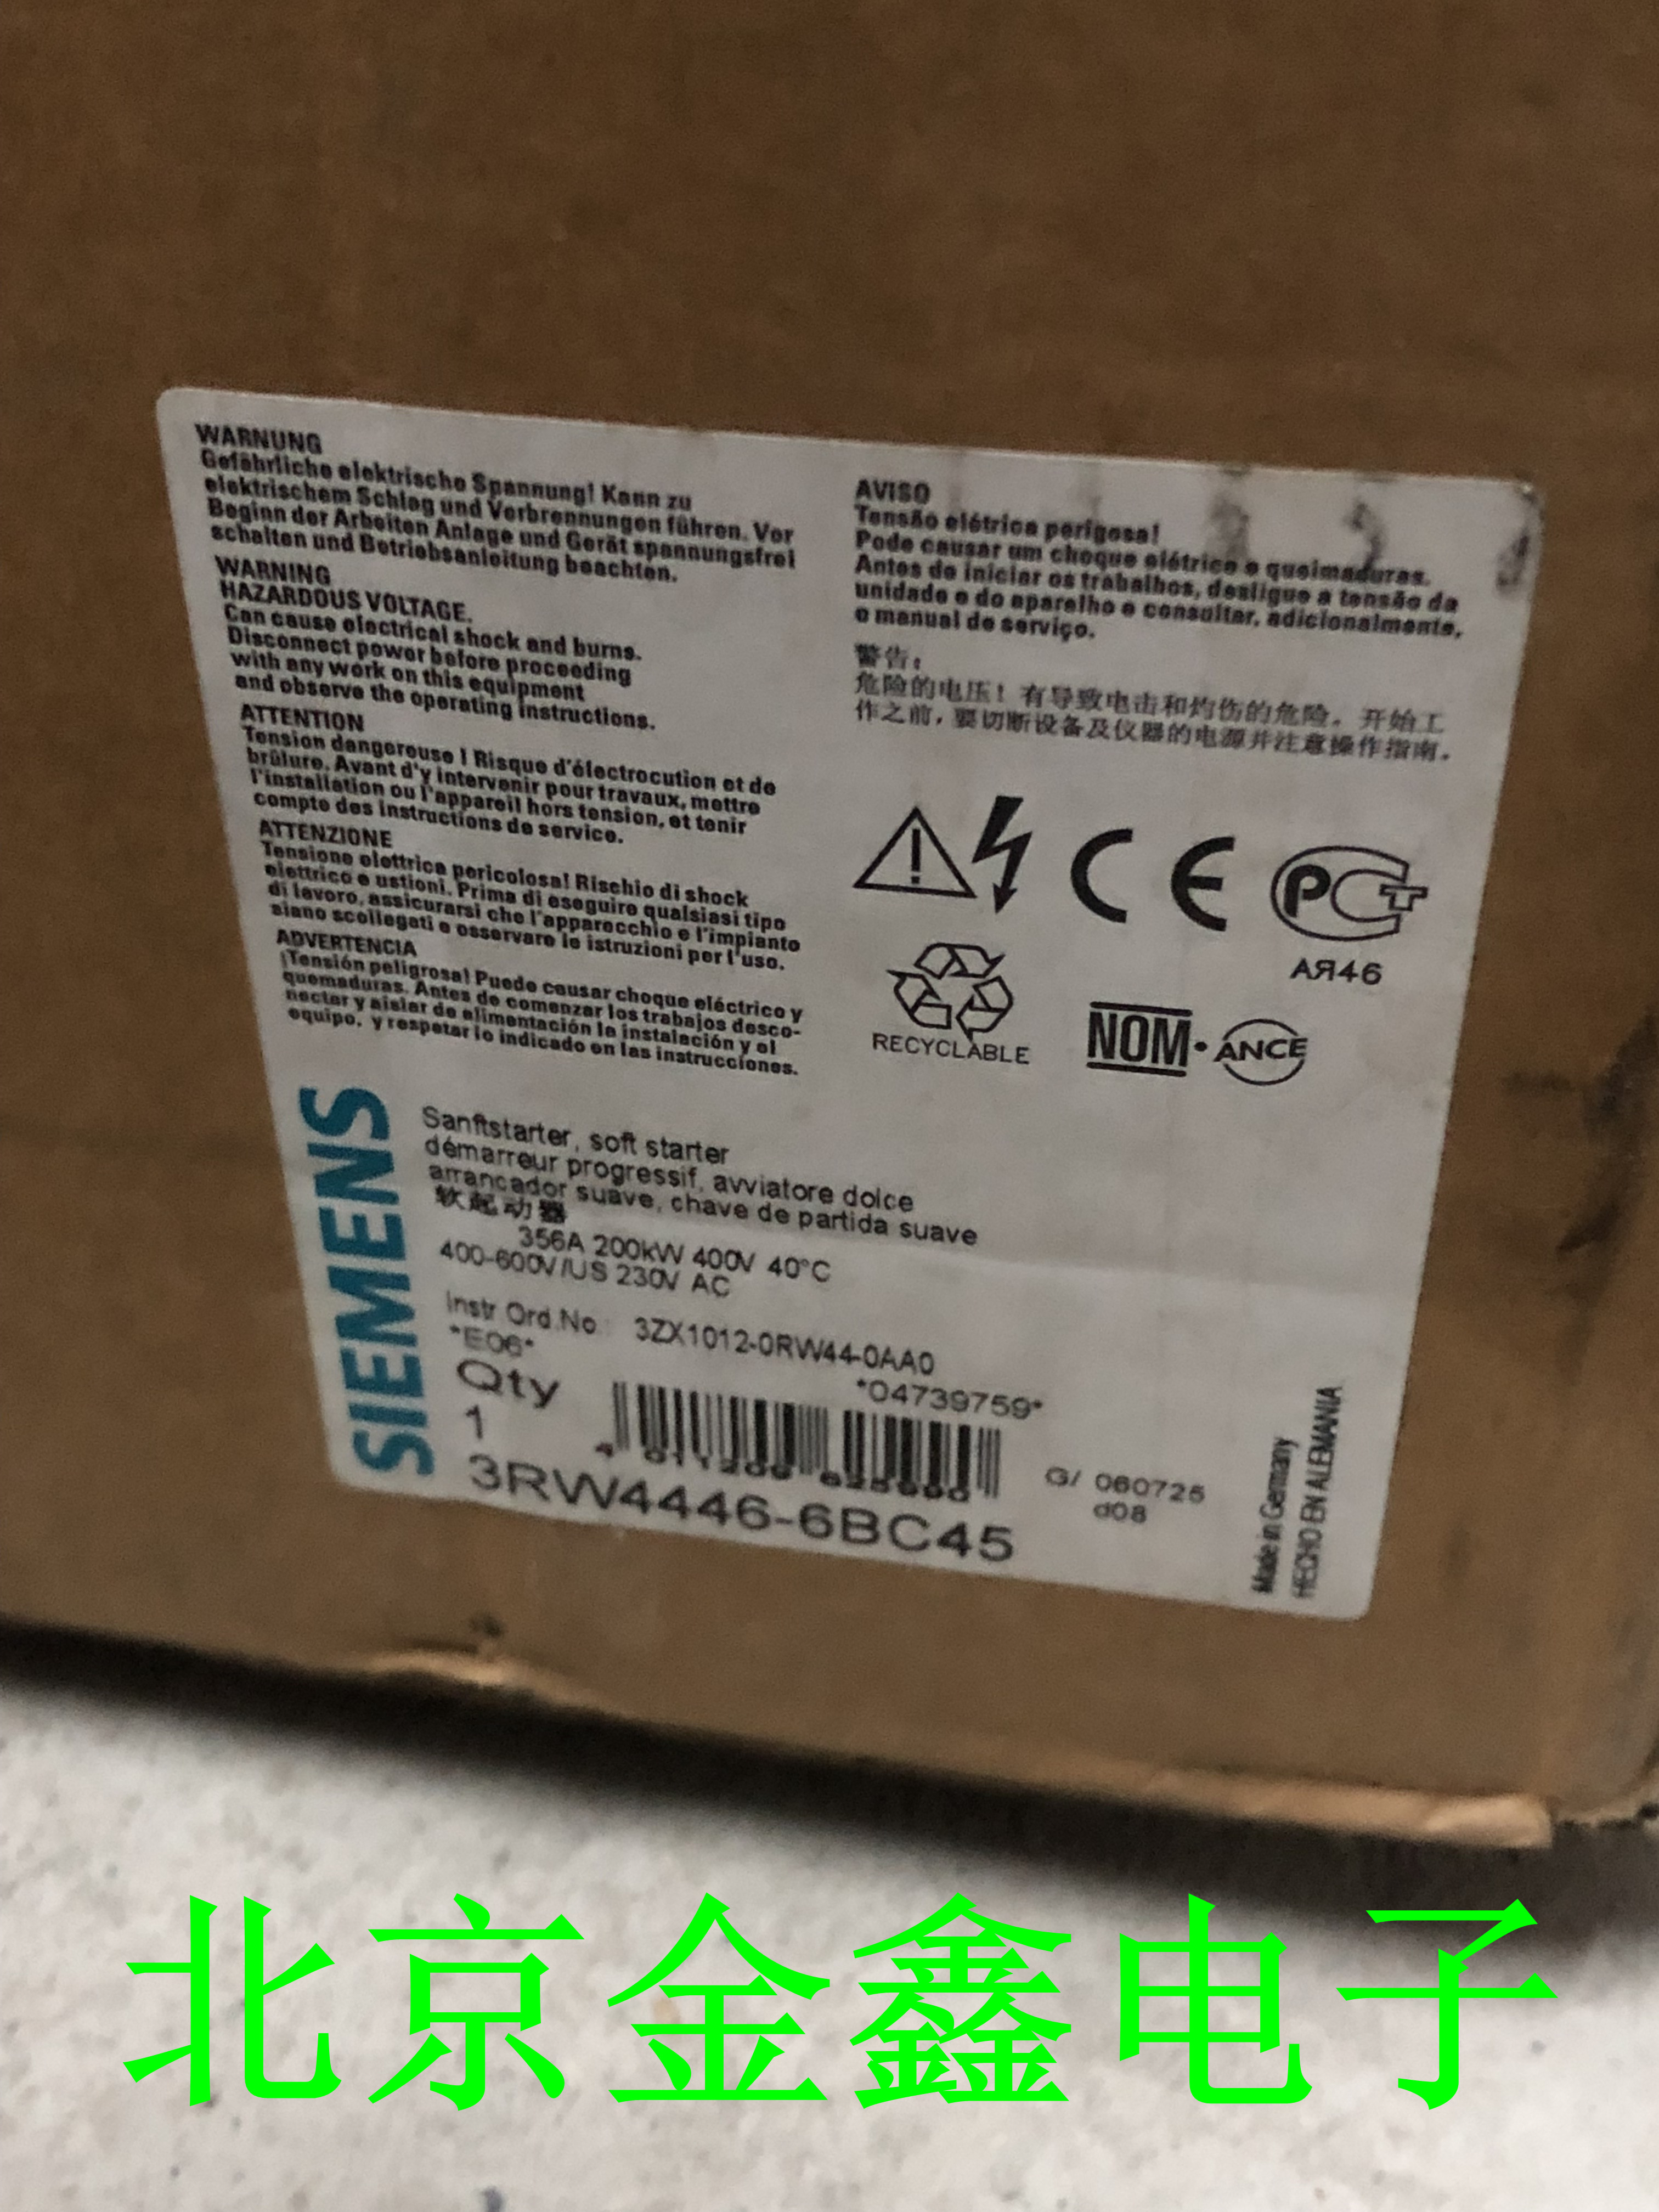 WARNUNG
Gefährliche elektrische Spannung! Kann zu
elektrischem Schlag und Verbrennungen führen. Vor
Beginn der Arbeiten Anlage und Gerät spannungsfrei
schalten und Betriebsanleitung beachten.
WARNING
HAZARDOUS VOLTAGE.
Can cause electrical shock and burns.
Disconnect power before proceeding
with any work on this equipment
and observe the operating instructions.
ATTENTION
Tension dangereuse ! Risque d'électrocution et de
brûlure. Avant d'y intervenir pour travaux, mettre
l'installation ou l'appareil hors tension, et tenir
compte des instructions de service.
ATTENZIONE
Tensione elettrica pericolosa! Rischio di shock
elettrico e ustioni. Prima di eseguire qualsiasi tipo
di lavoro, assicurarsi che l'apparecchio e l'impianto
siano scollegati e osservare le istruzioni per l'uso.
ADVERTENCIA
¡Tensión peligrosa! Puede causar choque eléctrico y
quemaduras. Antes de comenzar los trabajos desco-
nectar y aislar de alimentación la instalación y el
equipo, y respetar lo indicado en las instrucciones.
AVISO
Tensão elétrica perigosa!
Pode causar um choque elétrico e queimaduras.
Antes de iniciar os trabalhos, desligue a tensão da
unidade e do aparelho e consultar, adicionalmente,
o manual de serviço.
警告：
危险的电压！有导致电击和灼伤的危险。开始工
作之前，要切断设备及仪器的电源并注意操作指南。
CE PCT
АЯ46
RECYCLABLE
NOM·ANCE
SIEMENS
Sanftstarter, soft starter
démarreur progressif, avviatore dolce
arrancador suave, chave de partida suave
软起动器
356A 200kW 400V 40°C
400-600V/US 230V AC
Instr Ord.No 3ZX1012-0RW44-0AA0
*E06*
*04739759*
Qty
1
3RW4446-6BC45
G/ 060725
d08
Made in Germany
HECHO EN ALEMANIA
北京金鑫电子